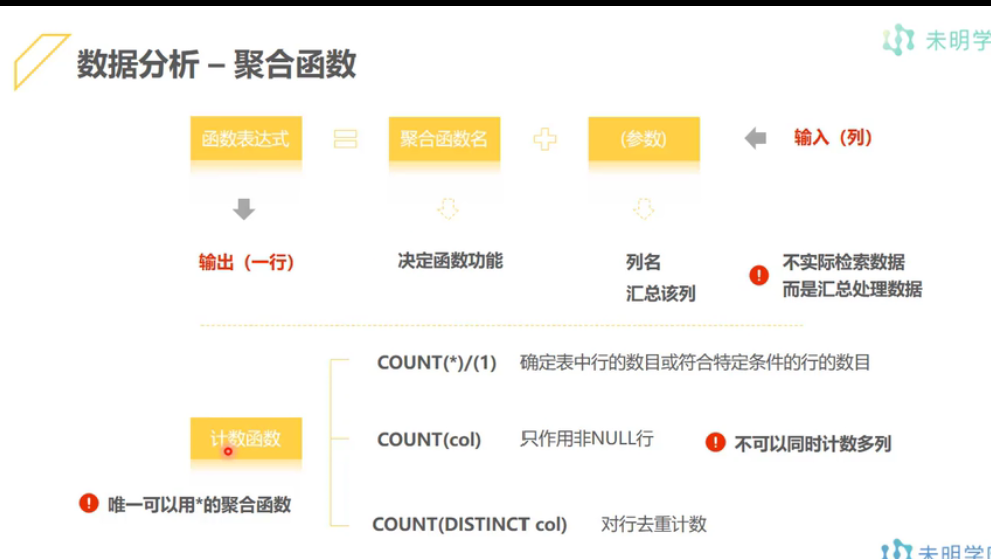 未明学
数据分析 – 聚合函数
函数表达式
聚合函数名
(参数)
输入（列）
输出（一行）
决定函数功能
列名
汇总该列
不实际检索数据
而是汇总处理数据
COUNT(*)/(1) 确定表中行的数目或符合特定条件的行的数目
计数函数
COUNT(col) 只作用非NULL行
不可以同时计数多列
唯一可以用*的聚合函数
COUNT(DISTINCT col) 对行去重计数
未明学